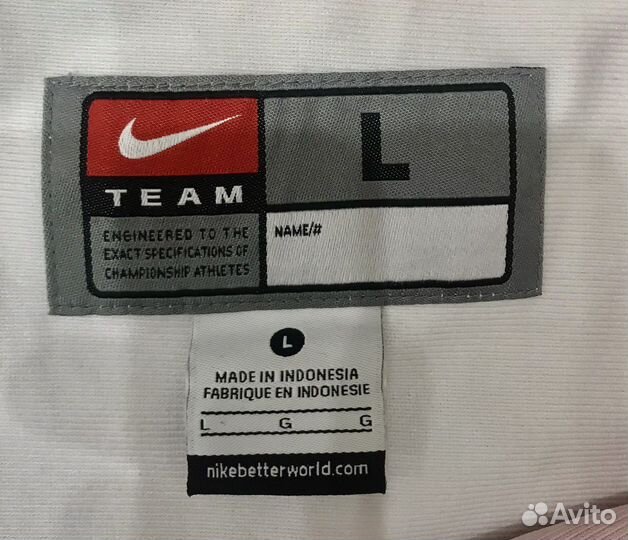 TEAM
L
ENGINEERED TO THE
EXACT SPECIFICATIONS OF
CHAMPIONSHIP ATHLETES
NAME/#
L
MADE IN INDONESIA
FABRIQUE EN INDONESIE
L G G
nikebetterworld.com
Avito